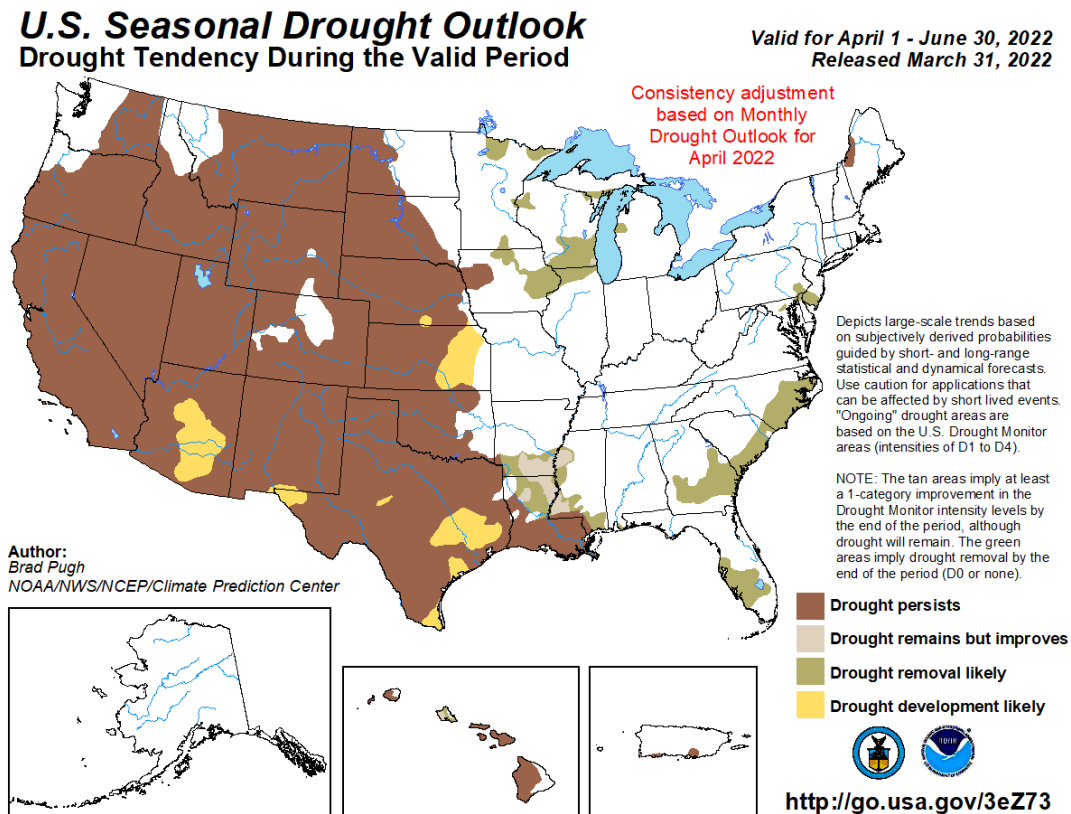 U.S. Seasonal Drought Outlook
Drought Tendency During the Valid Period
Valid for April 1 - June 30, 2022
Released March 31, 2022
Consistency adjustment
based on Monthly
Drought Outlook for
April 2022
Depicts large-scale trends based
on subjectively derived probabilities
guided by short- and long-range
statistical and dynamical forecasts.
Use caution for applications that
can be affected by short lived events.
"Ongoing" drought areas are
based on the U.S. Drought Monitor
areas (intensities of D1 to D4).
NOTE: The tan areas imply at least
a 1-category improvement in the
Drought Monitor intensity levels by
the end of the period, although
drought will remain. The green
areas imply drought removal by the
end of the period (D0 or none).
Author:
Brad Pugh
NOAA/NWS/NCEP/Climate Prediction Center
Drought persists
Drought remains but improves
Drought removal likely
Drought development likely
http://go.usa.gov/3eZ73